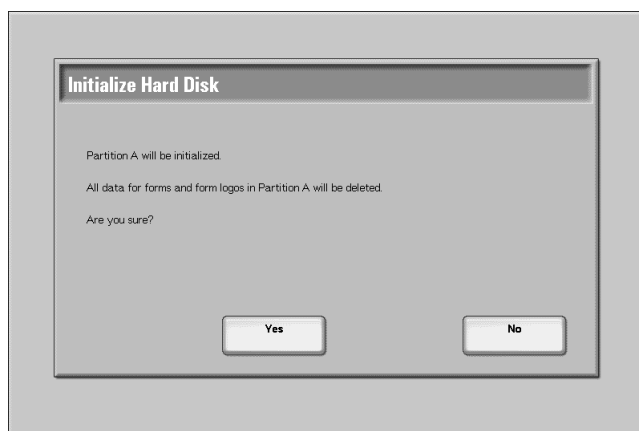 Initialize Hard Disk
Partition A will be initialized.
All data for forms and form logos in Partition A will be deleted.
Are you sure?
Yes
No